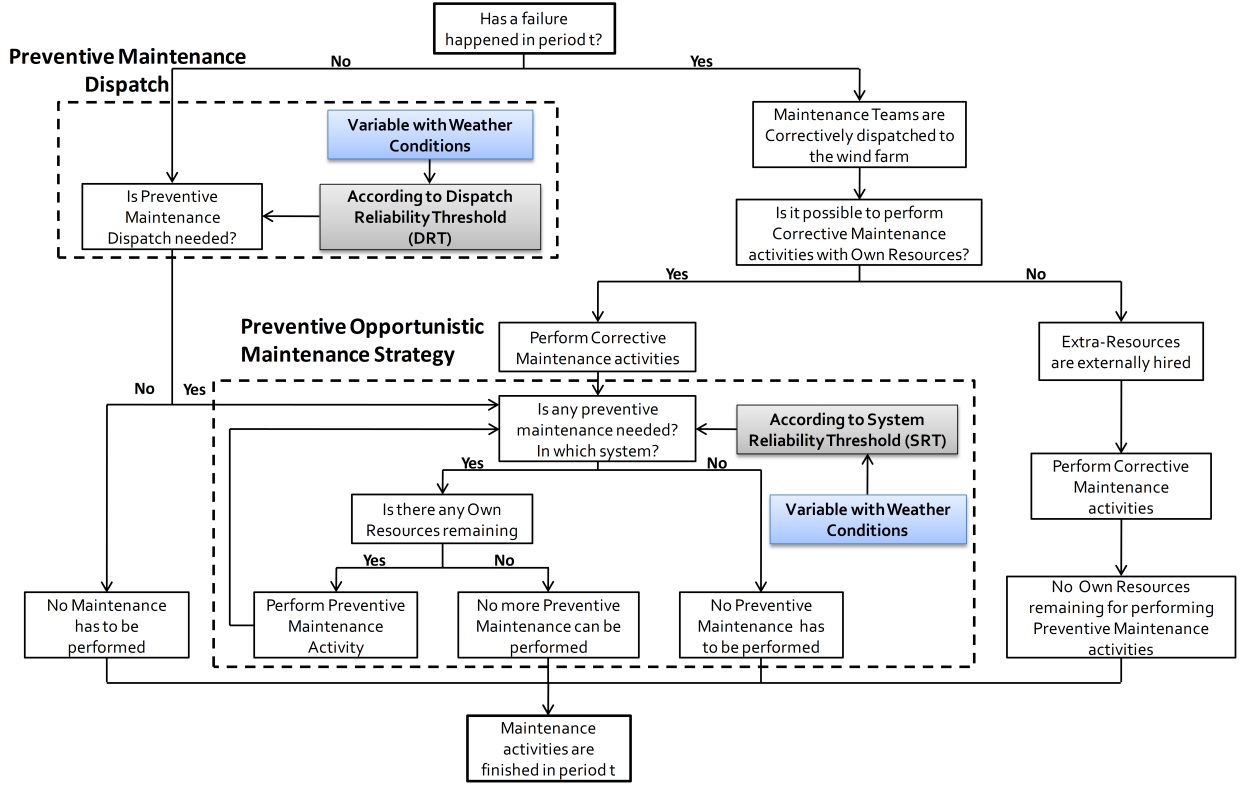 Has a failure
happened in period t?
Preventive Maintenance
Dispatch
No
Yes
Variable with Weather
Conditions
Maintenance Teams are
Correctively dispatched to
the wind farm
Is Preventive
Maintenance
Dispatch needed?
According to Dispatch
Reliability Threshold
(DRT)
Is it possible to perform
Corrective Maintenance
activities with Own Resources?
Yes
No
Preventive Opportunistic
Maintenance Strategy
Perform Corrective
Maintenance activities
Extra-Resources
are externally hired
No
Yes
Is any preventive
maintenance needed?
In which system?
According to System
Reliability Threshold (SRT)
Yes
No
Is there any Own
Resources remaining
Variable with Weather
Conditions
Perform Corrective
Maintenance
activities
Yes
No
No Maintenance
has to be
performed
Perform Preventive
Maintenance
Activity
No more Preventive
Maintenance can be
performed
No Preventive
Maintenance has
to be performed
No Own Resources
remaining for performing
Preventive Maintenance
activities
Maintenance
activities are
finished in period t